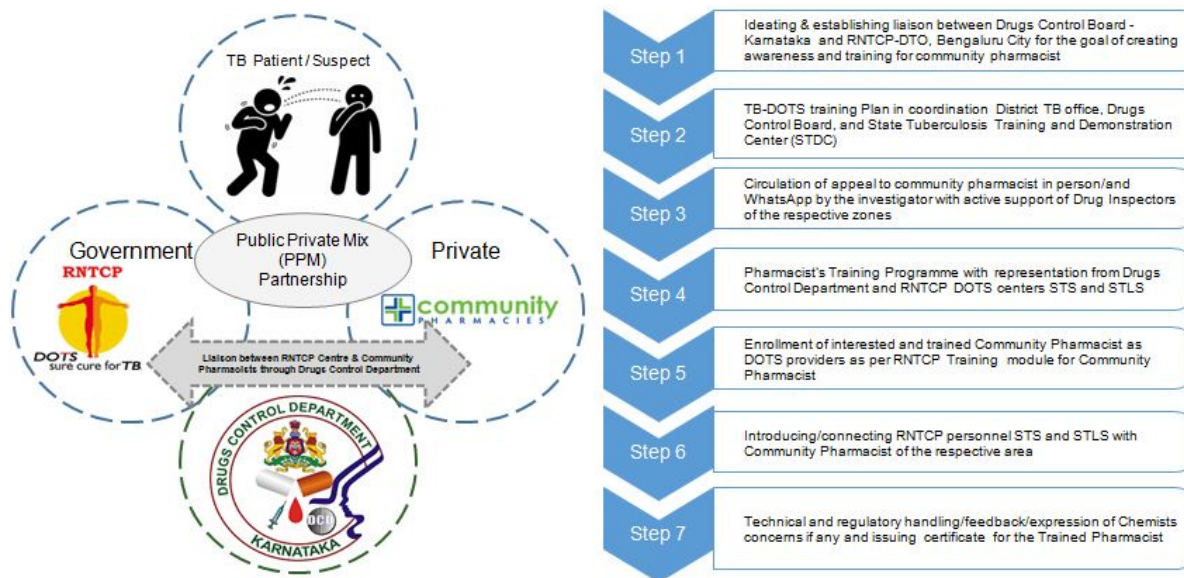 TB Patient / Suspect
Government
Public Private Mix
(PPM)
Partnership
Private
RNTCP
DOTS
sure cure for TB
community
PHARMACIES
Liaison between RNTCP Centre & Community
Pharmacists through Drugs Control Department
DRUGS CONTROL DEPARTMENT
DCD
KARNATAKA
Step 1
Ideating & establishing liaison between Drugs Control Board -
Karnataka and RNTCP-DTO, Bengaluru City for the goal of creating
awareness and training for community pharmacist
Step 2
TB-DOTS training Plan in coordination District TB office, Drugs
Control Board, and State Tuberculosis Training and Demonstration
Center (STDC)
Step 3
Circulation of appeal to community pharmacist in person/and
WhatsApp by the investigator with active support of Drug Inspectors
of the respective zones
Step 4
Pharmacist's Training Programme with representation from Drugs
Control Department and RNTCP DOTS centers STS and STLS
Step 5
Enrollment of interested and trained Community Pharmacist as
DOTS providers as per RNTCP Training module for Community
Pharmacist
Step 6
Introducing/connecting RNTCP personnel STS and STLS with
Community Pharmacist of the respective area
Step 7
Technical and regulatory handling/feedback/expression of Chemists
concerns if any and issuing certificate for the Trained Pharmacist